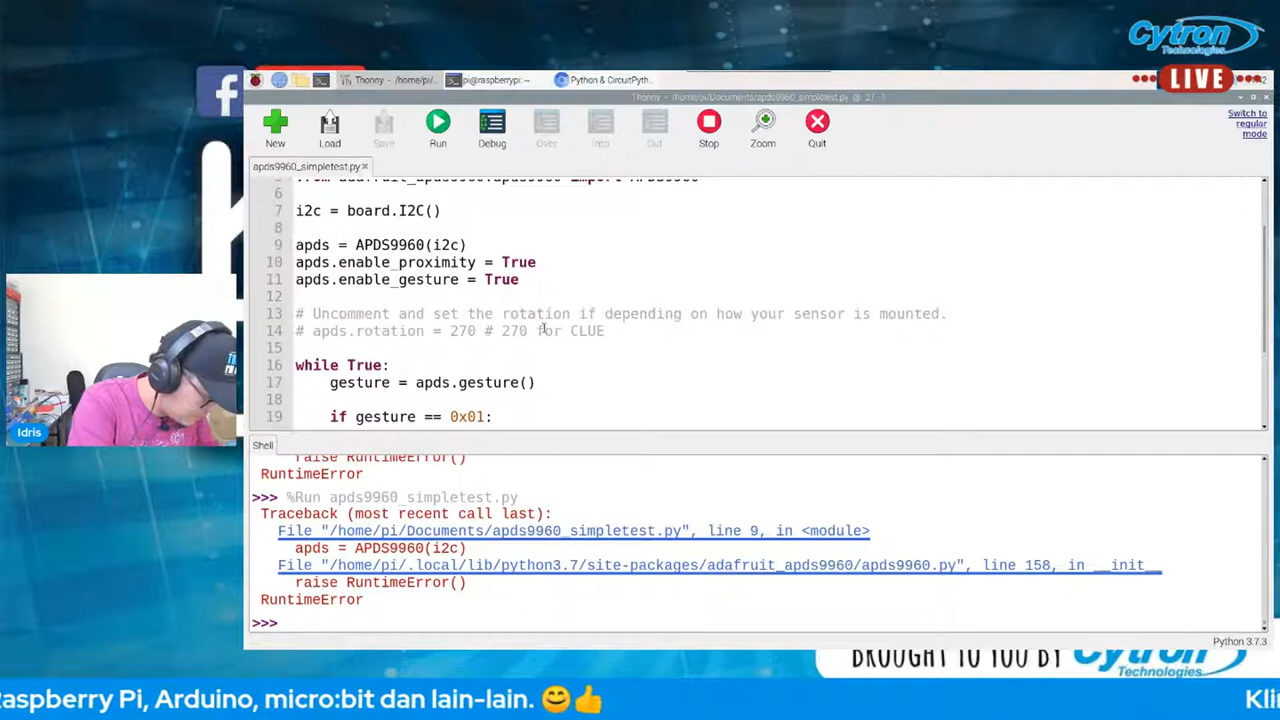 Cytron
Technologies
LIVE
f
Thonny - /home/pi/...
pi@raspberrypi: ~
Python & CircuitPyth...
Thonny - /home/pi/Documents/apds9960_simpletest.py @ 27 : 1
New
Load
Save
Run
Debug
Over
Into
Out
Stop
Zoom
Quit
Switch to
regular
mode
apds9960_simpletest.py
6
7 i2c = board.I2C()
8
9 apds = APDS9960(i2c)
10 apds.enable_proximity = True
11 apds.enable_gesture = True
12
13 # Uncomment and set the rotation if depending on how your sensor is mounted.
14 # apds.rotation = 270 # 270 for CLUE
15
16 while True:
17 gesture = apds.gesture()
18
19 if gesture == 0x01:
Idris
Shell
raise RuntimeError()
RuntimeError
>>> %Run apds9960_simpletest.py
Traceback (most recent call last):
File "/home/pi/Documents/apds9960_simpletest.py", line 9, in <module>
apds = APDS9960(i2c)
File "/home/pi/.local/lib/python3.7/site-packages/adafruit_apds9960/apds9960.py", line 158, in __init__
raise RuntimeError()
RuntimeError
>>>
Python 3.7.3
BROUGHT TO YOU BY Cytron
Technologies
Raspberry Pi, Arduino, micro:bit dan lain-lain. 😊👍
Kli